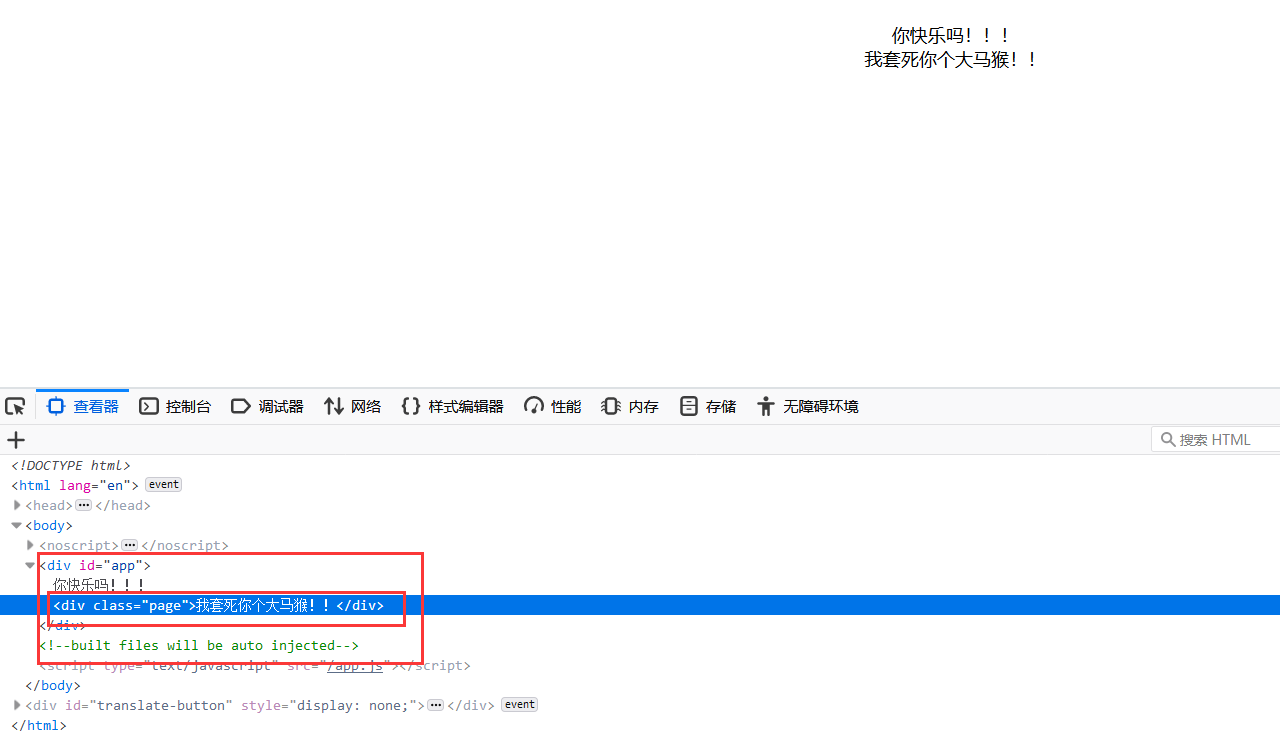 你快乐吗！！！
我套死你个大马猴！！
查看器 控制台 调试器 网络 样式编辑器 性能 内存 存储 无障碍环境
搜索 HTML
<!DOCTYPE html>
<html lang="en"> event
<head>…</head>
<body>
<noscript>…</noscript>
<div id="app">
你快乐吗！！！
<div class="page">我套死你个大马猴！！</div>
</div>
<!--built files will be auto injected-->
<script type="text/javascript" src="/app.js"></script>
</body>
<div id="translate-button" style="display: none;">…</div> event
</html>